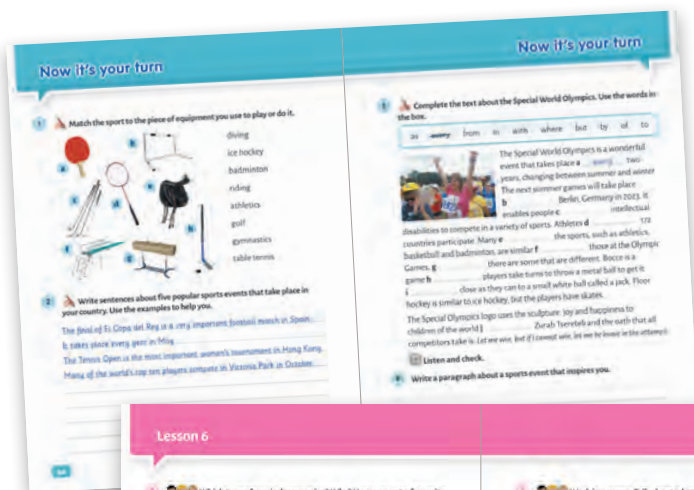 Now it's your turn
1 Match the sport to the piece of equipment you use to play or do it.
a
b
c
d
e
f
g
h
diving
ice hockey
badminton
riding
athletics
golf
gymnastics
table tennis
2 Write sentences about five popular sports events that take place in
your country. Use the examples to help you.
The final of El Copa del Rey is a very important football match in Spain.
It takes place every year in May.
The Tennis Open is the most important women's tournament in Hong Kong.
Many of the world's top ten players compete in Victoria Park in October.
Now it's your turn
3 Complete the text about the Special World Olympics. Use the words in
the box.
as every from in with where but by of to
The Special World Olympics is a wonderful
event that takes place a every two
years, changing between summer and winter
The next summer games will take place
b Berlin, Germany in 2023. It
enables people c intellectual
disabilities to compete in a variety of sports. Athletes d 172
countries participate. Many e the sports, such as athletics,
basketball and badminton, are similar f those at the Olympic
Games, g there are some that are different. Bocce is a
game h players take turns to throw a metal ball to get it
i close as they can to a small white ball called a jack. Floor
hockey is similar to ice hockey, but the players have skates.
The Special Olympics logo uses the sculpture: Joy and happiness to
children of the world j Zurab Tsereteli and the oath that all
competitors take is: Let me win, but if I cannot win, let me be brave in the attempt.
Listen and check.
4 Write a paragraph about a sports event that inspires you.
Lesson 6